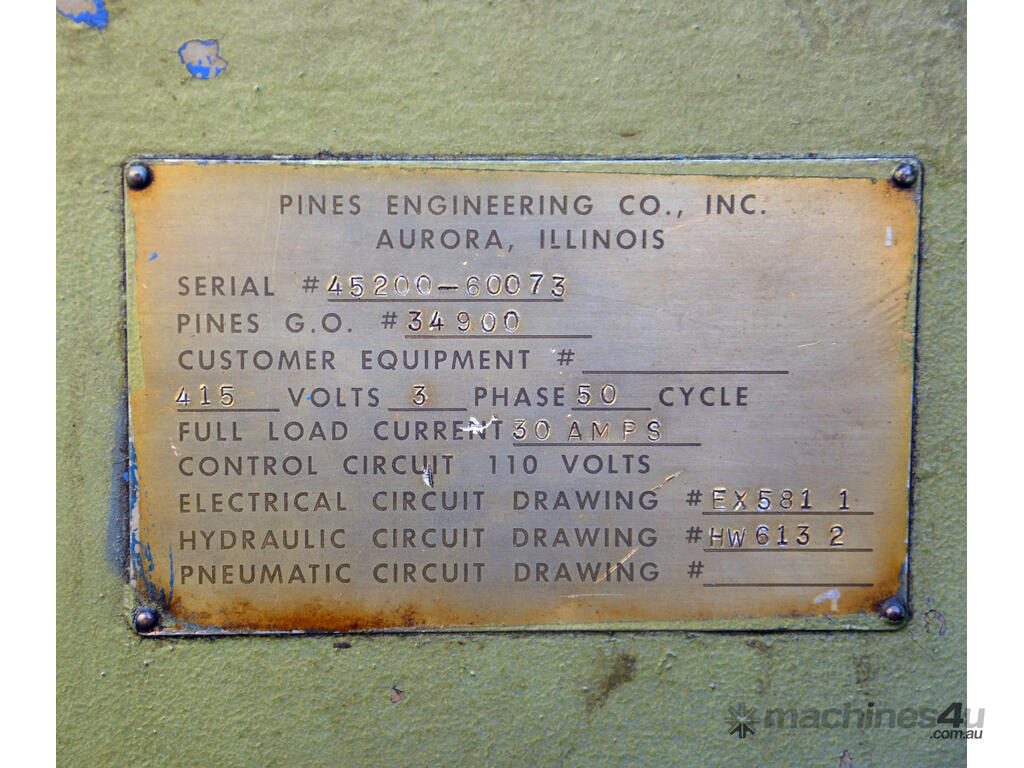 PINES ENGINEERING CO., INC.
AURORA, ILLINOIS
SERIAL #45200-60073
PINES G.O. #34900
CUSTOMER EQUIPMENT #
415 VOLTS 3 PHASE 50 CYCLE
FULL LOAD CURRENT 30 AMPS
CONTROL CIRCUIT 110 VOLTS
ELECTRICAL CIRCUIT DRAWING #EX581 1
HYDRAULIC CIRCUIT DRAWING #HW613 2
PNEUMATIC CIRCUIT DRAWING #
machines4u
.com.au